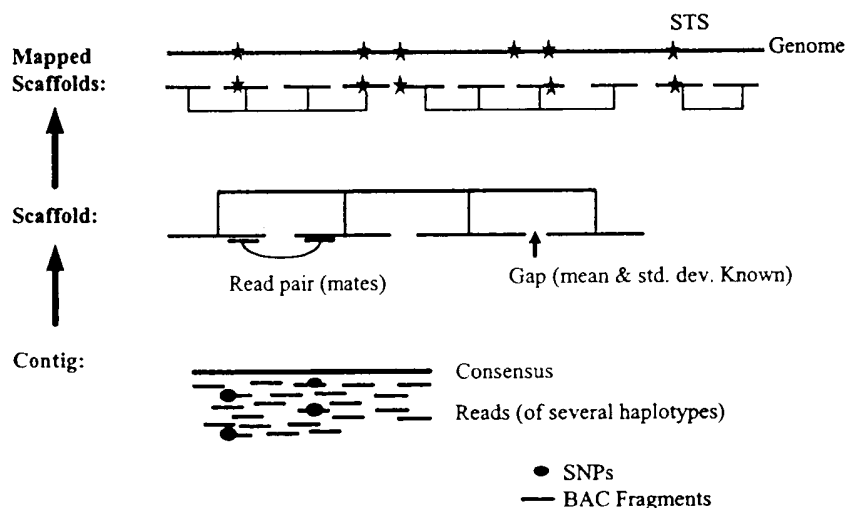 STS
Genome
Mapped
Scaffolds:
Scaffold:
Read pair (mates)
Gap (mean & std. dev. Known)
Contig:
Consensus
Reads (of several haplotypes)
SNPs
BAC Fragments